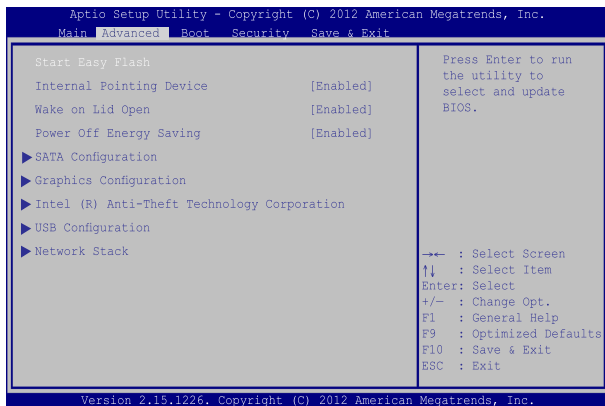 Aptio Setup Utility - Copyright (C) 2012 American Megatrends, Inc.
Main Advanced Boot Security Save & Exit
Start Easy Flash
Internal Pointing Device [Enabled]
Wake on Lid Open [Enabled]
Power Off Energy Saving [Enabled]
SATA Configuration
Graphics Configuration
Intel (R) Anti-Theft Technology Corporation
USB Configuration
Network Stack
Press Enter to run
the utility to
select and update
BIOS.
→← : Select Screen
↑↓ : Select Item
Enter: Select
+/— : Change Opt.
F1 : General Help
F9 : Optimized Defaults
F10 : Save & Exit
ESC : Exit
Version 2.15.1226. Copyright (C) 2012 American Megatrends, Inc.